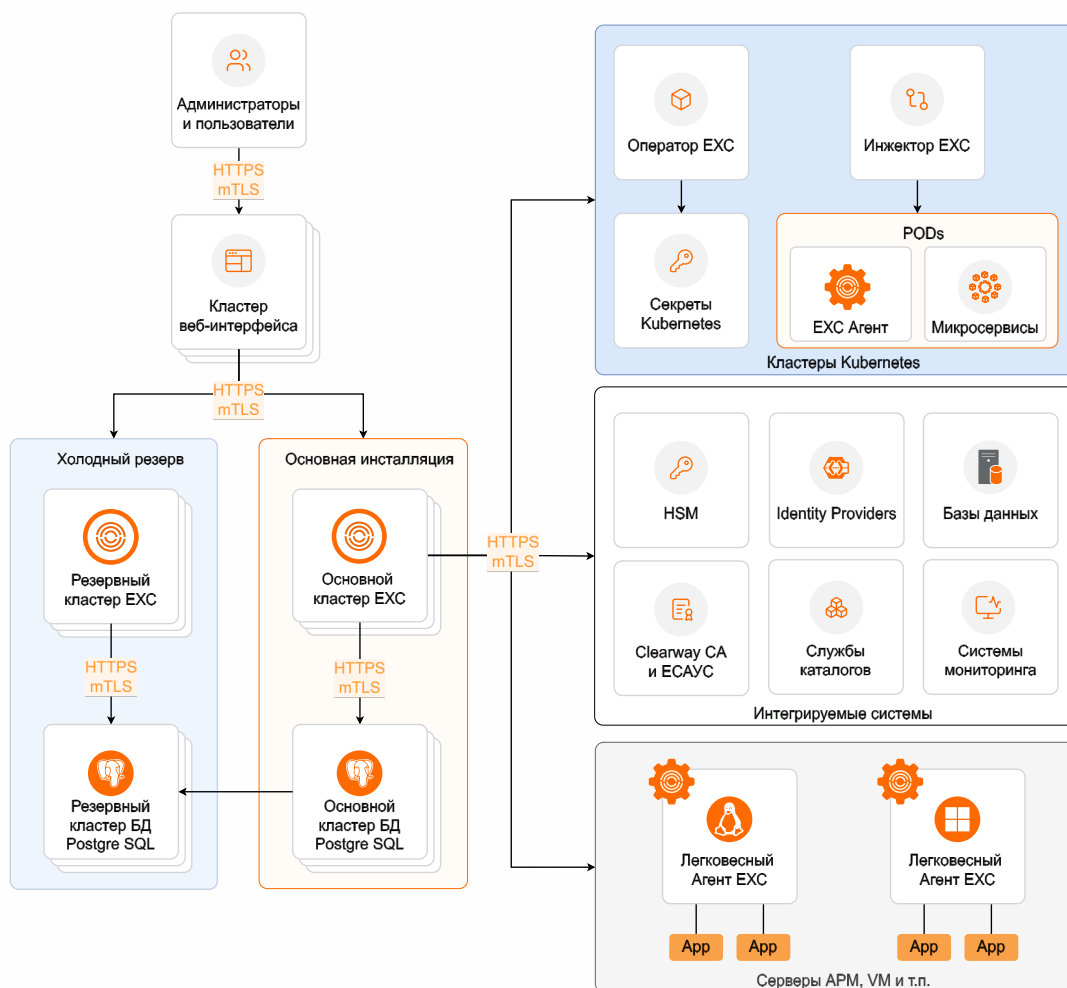 Администраторы
и пользователи
HTTPS
mTLS
Кластер
веб-интерфейса
HTTPS
mTLS
Холодный резерв
Резервный
кластер EXC
HTTPS
mTLS
Резервный
кластер БД
Postgre SQL
Основная инсталляция
Основной
кластер EXC
HTTPS
mTLS
Основной
кластер БД
Postgre SQL
HTTPS
mTLS
Оператор EXC
Инжектор EXC
Секреты
Kubernetes
PODs
EXC Агент
Микросервисы
Кластеры Kubernetes
HSM
Identity Providers
Базы данных
Clearway CA
и ЕСАУС
Службы
каталогов
Системы
мониторинга
Интегрируемые системы
Легковесный
Агент EXC
App
App
Легковесный
Агент EXC
App
App
Серверы АРМ, VM и т.п.